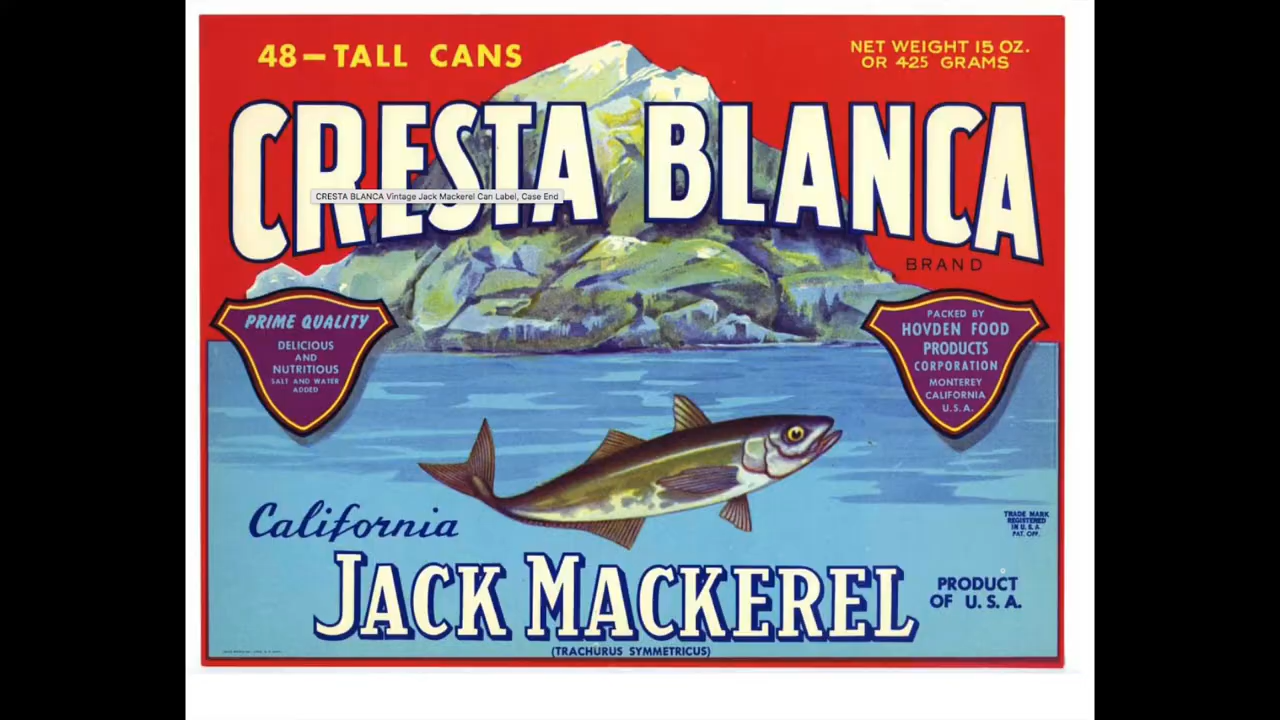 48—TALL CANS
NET WEIGHT 15 OZ.
OR 425 GRAMS
CRESTA BLANCA
CRESTA BLANCA Vintage Jack Mackerel Can Label, Case End
BRAND
PRIME QUALITY
DELICIOUS
AND
NUTRITIOUS
SALT AND WATER
ADDED
PACKED BY
HOVDEN FOOD
PRODUCTS
CORPORATION
MONTEREY
CALIFORNIA
U.S.A.
California
TRADE MARK
REGISTERED
IN U.S.A.
PAT. OFF.
JACK MACKEREL
PRODUCT
OF U.S.A.
(TRACHURUS SYMMETRICUS)